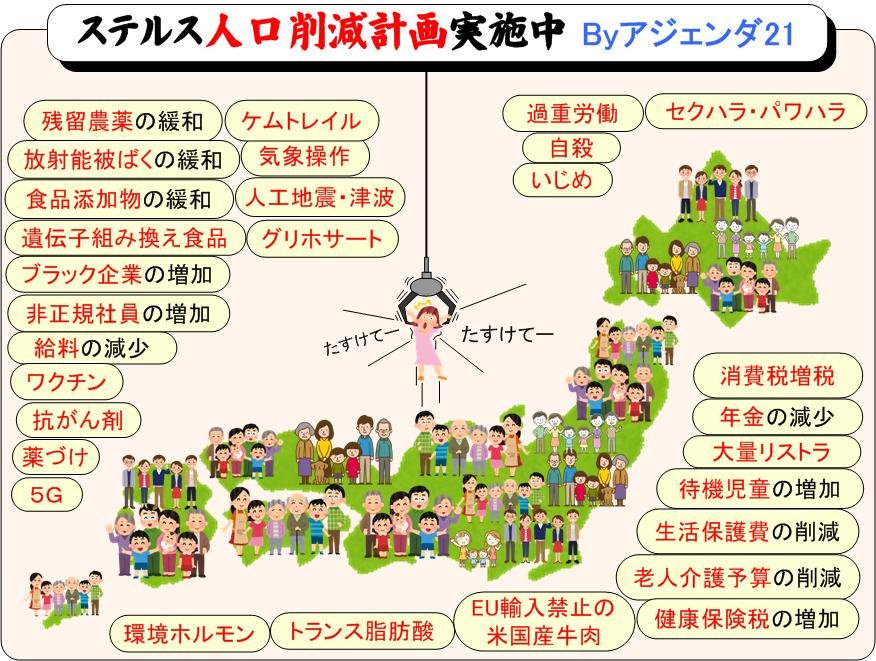 ステルス人口削減計画実施中 Byアジェンダ21
残留農薬の緩和
ケムトレイル
放射能被ばくの緩和
気象操作
食品添加物の緩和
人工地震・津波
遺伝子組み換え食品
グリホサート
ブラック企業の増加
非正規社員の増加
給料の減少
ワクチン
抗がん剤
薬づけ
5G
過重労働
セクハラ・パワハラ
自殺
いじめ
たすけてー
たすけてー
消費税増税
年金の減少
大量リストラ
待機児童の増加
生活保護費の削減
老人介護予算の削減
健康保険税の増加
環境ホルモン
トランス脂肪酸
EU輸入禁止の
米国産牛肉